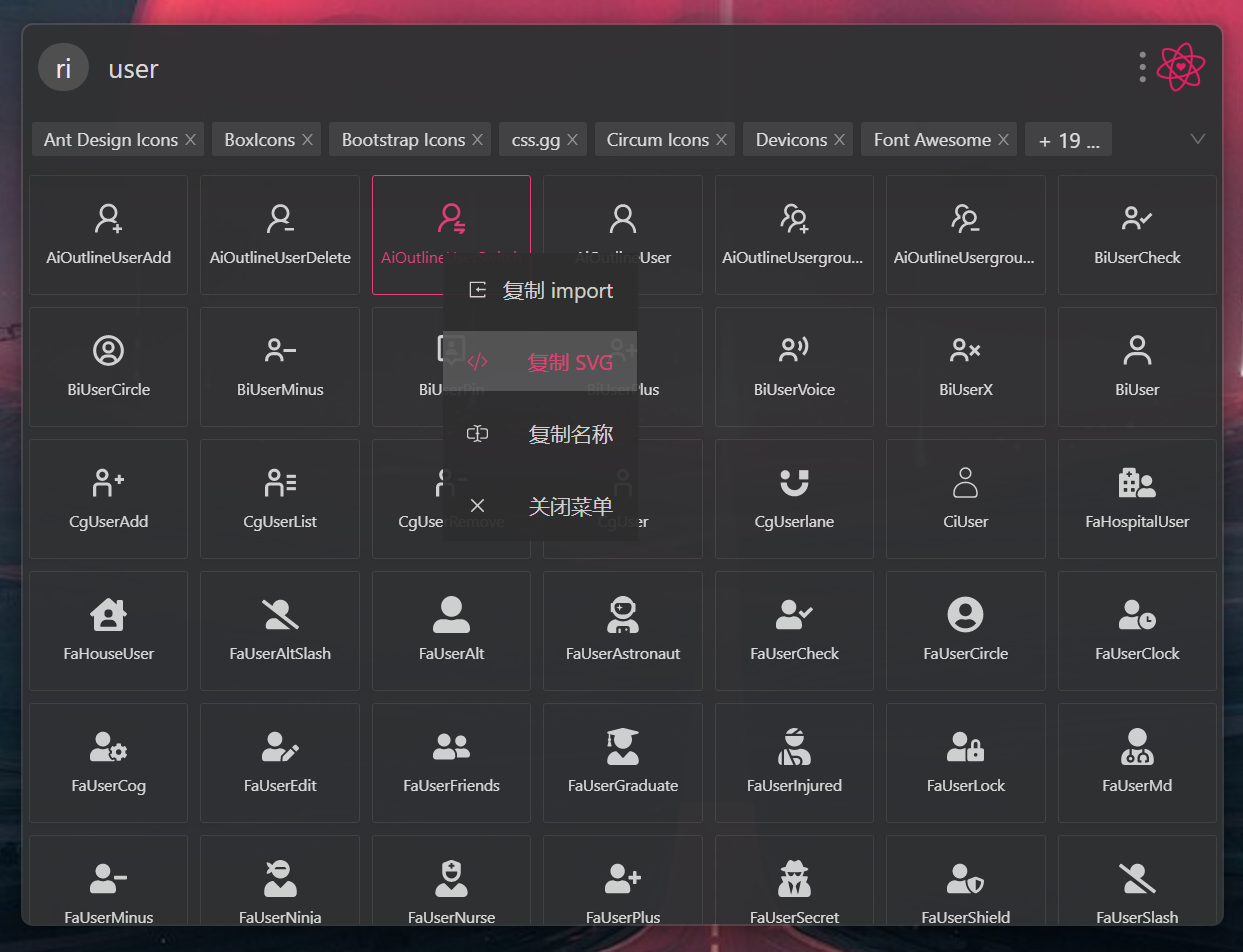 ri user
Ant Design Icons BoxIcons Bootstrap Icons css.gg Circum Icons Devicons Font Awesome + 19 ...
AiOutlineUserAdd AiOutlineUserDelete AiOutlineUser AiOutlineUsergrou... AiOutlineUsergrou... BiUserCheck
复制 import
复制 SVG
BiUserCircle BiUserMinus BiUserPin BiUserPlus BiUserVoice BiUserX BiUser
复制名称
关闭菜单
CgUserAdd CgUserList CgUserRemove CgUser CgUserlane CiUser FaHospitalUser
FaHouseUser FaUserAltSlash FaUserAlt FaUserAstronaut FaUserCheck FaUserCircle FaUserClock
FaUserCog FaUserEdit FaUserFriends FaUserGraduate FaUserInjured FaUserLock FaUserMd
FaUserMinus FaUserNinja FaUserNurse FaUserPlus FaUserSecret FaUserShield FaUserSlash